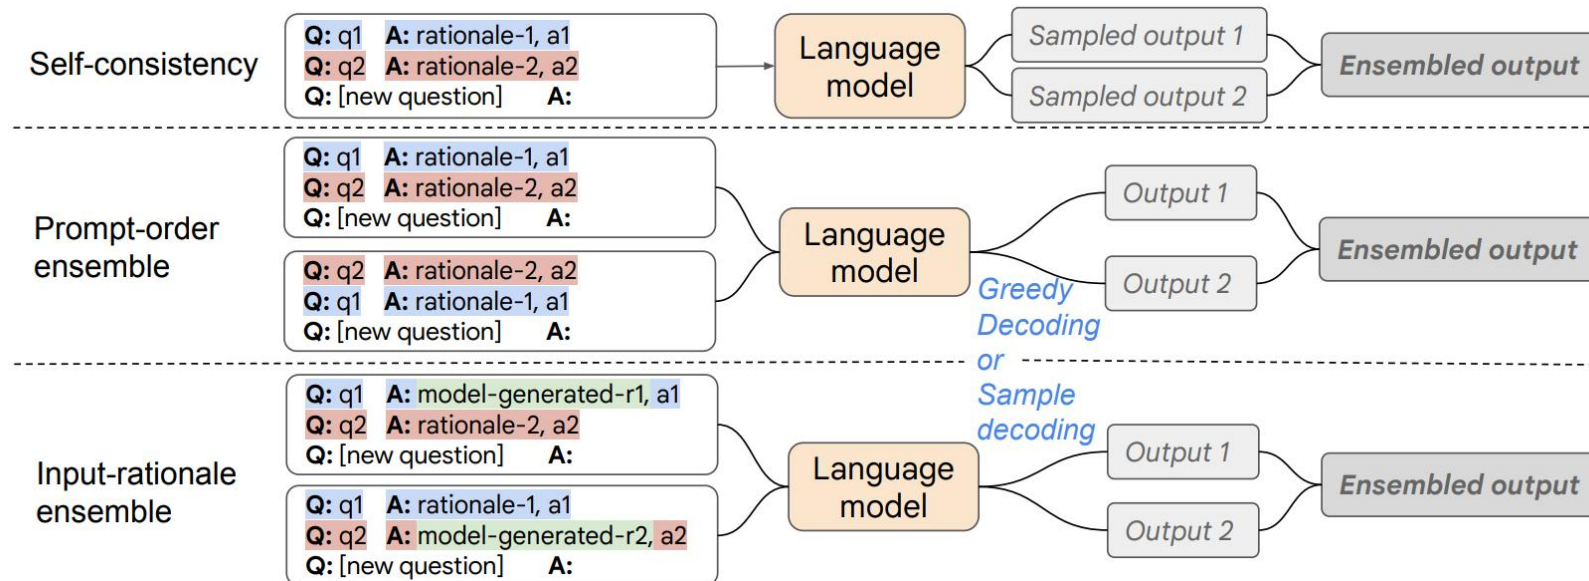 Self-consistency
Q: q1 A: rationale-1, a1
Q: q2 A: rationale-2, a2
Q: [new question] A:
Language
model
Sampled output 1
Sampled output 2
Ensembled output
Prompt-order
ensemble
Q: q1 A: rationale-1, a1
Q: q2 A: rationale-2, a2
Q: [new question] A:
Q: q2 A: rationale-2, a2
Q: q1 A: rationale-1, a1
Q: [new question] A:
Language
model
Output 1
Output 2
Ensembled output
Greedy
Decoding
or
Sample
decoding
Input-rationale
ensemble
Q: q1 A: model-generated-r1, a1
Q: q2 A: rationale-2, a2
Q: [new question] A:
Q: q1 A: rationale-1, a1
Q: q2 A: model-generated-r2, a2
Q: [new question] A:
Language
model
Output 1
Output 2
Ensembled output